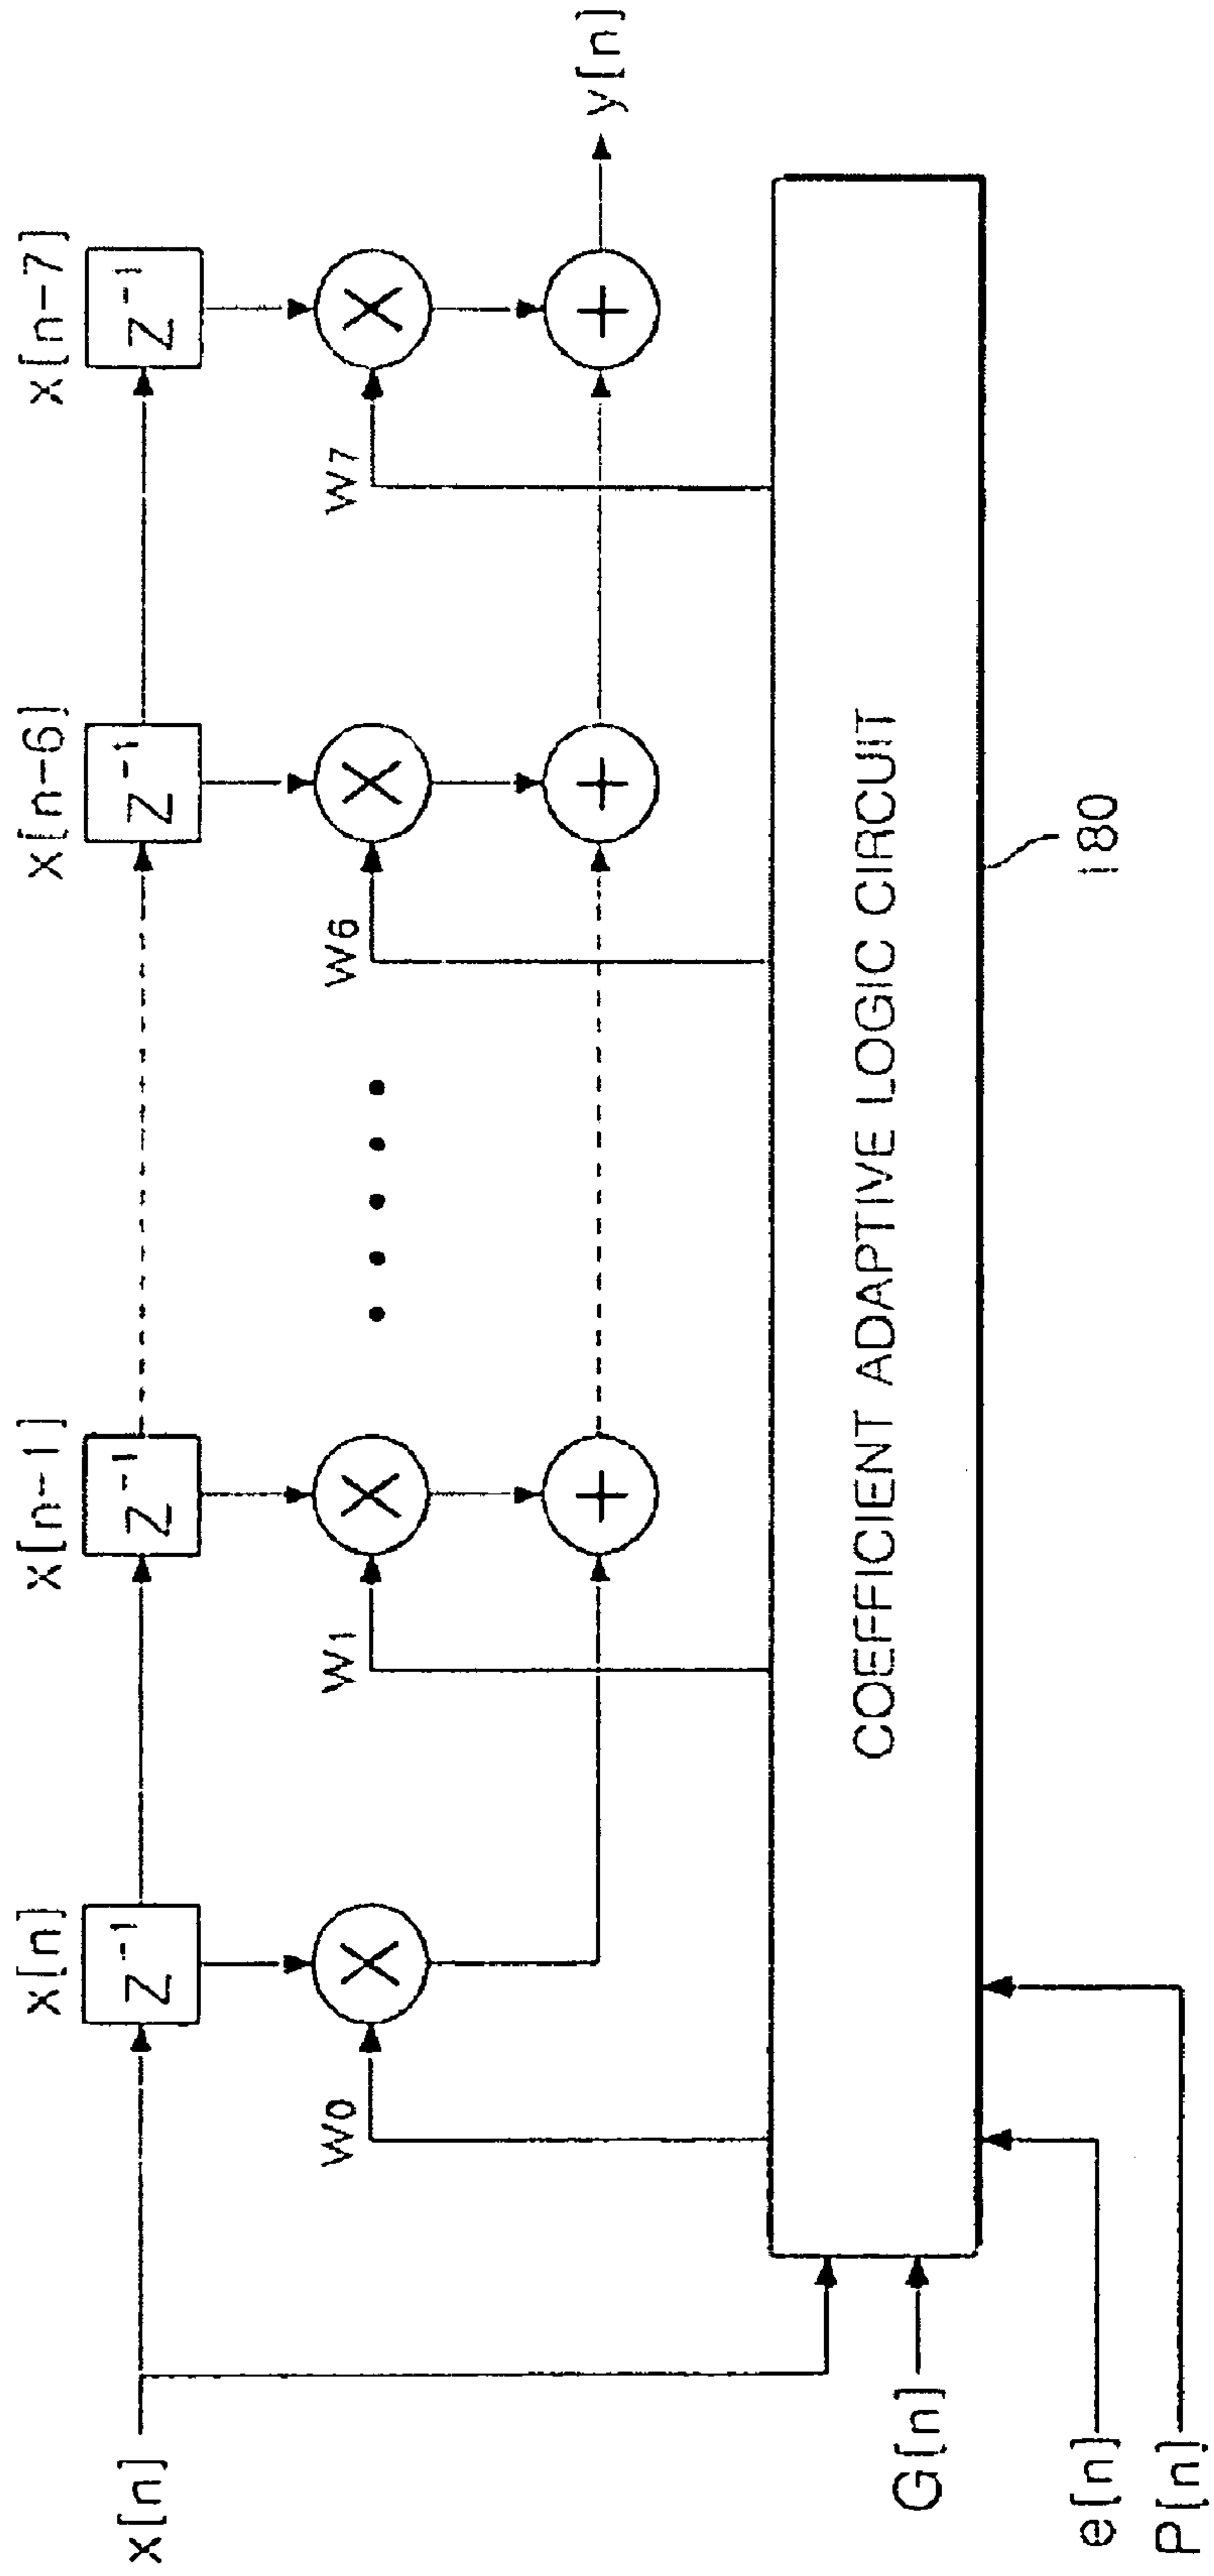 x[n] x[n-1] x[n-6] x[n-7]
Z⁻¹ Z⁻¹ Z⁻¹ Z⁻¹
x[n]
W0 W1 W6 W7
× × × ×
+ + +
y[n]
COEFFICIENT ADAPTIVE LOGIC CIRCUIT
G[n]
180
e[n]
P[n]